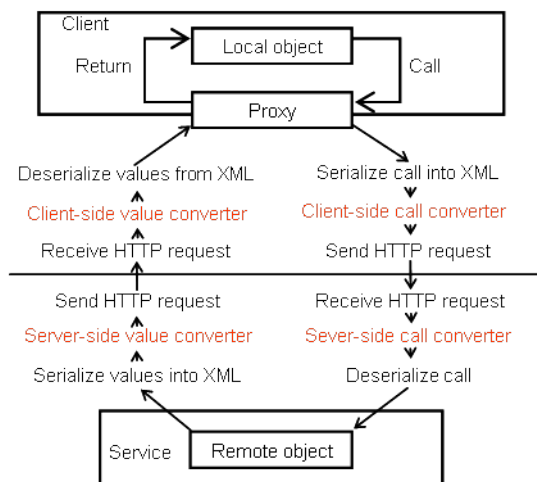 Client
Local object
Return
Call
Proxy
Deserialize values from XML
Serialize call into XML
Client-side value converter
Client-side call converter
Receive HTTP request
Send HTTP request
Send HTTP request
Receive HTTP request
Server-side value converter
Sever-side call converter
Serialize values into XML
Deserialize call
Service
Remote object